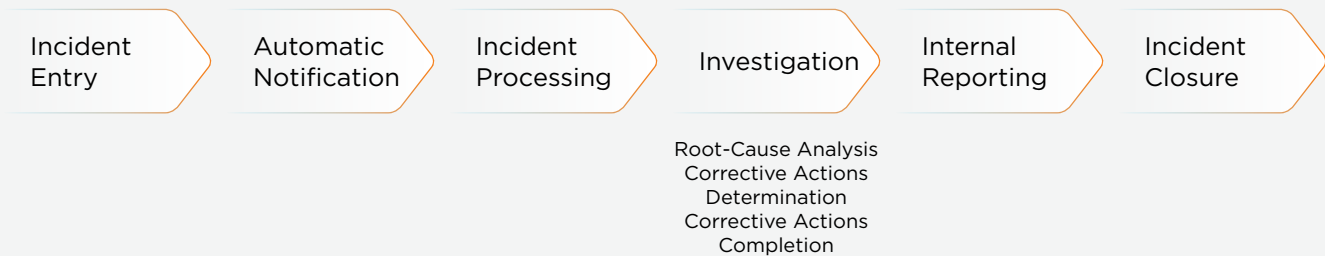 Incident
Entry
Automatic
Notification
Incident
Processing
Investigation
Internal
Reporting
Incident
Closure
Root-Cause Analysis
Corrective Actions
Determination
Corrective Actions
Completion